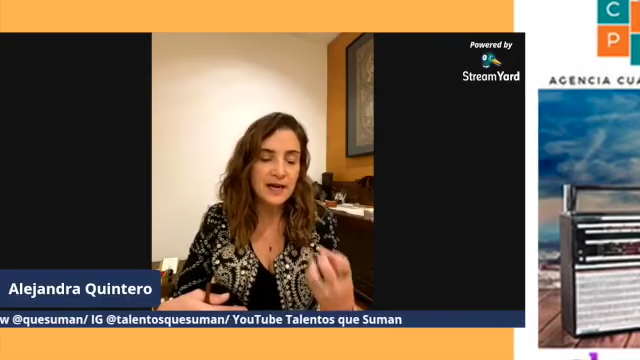 C
P
AGENCIA CUA
Powered by
StreamYard
Alejandra Quintero
w @quesuman/ IG @talentosquesuman/ YouTube Talentos que Suman